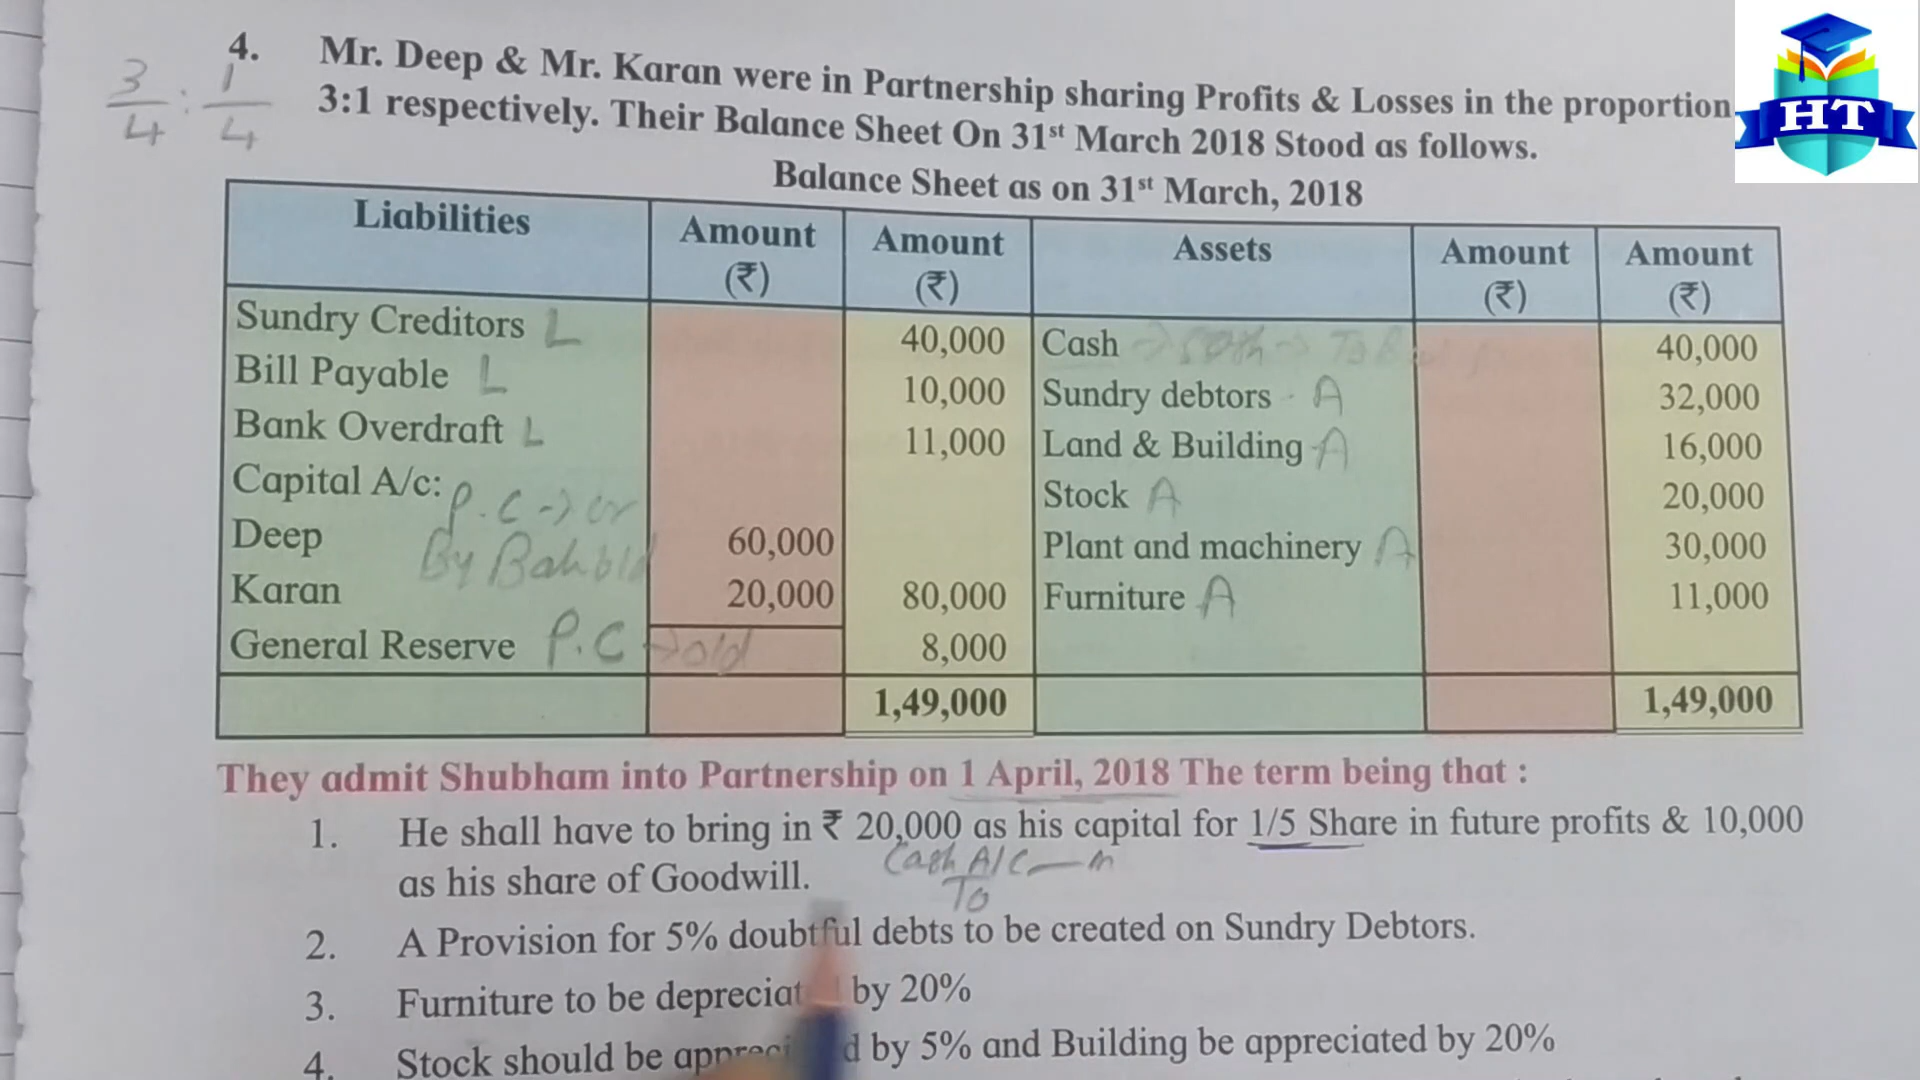 4. Mr. Deep & Mr. Karan were in Partnership sharing Profits & Losses in the proportion
3/4 : 1/4
3:1 respectively. Their Balance Sheet On 31st March 2018 Stood as follows.
HT
Balance Sheet as on 31st March, 2018
Liabilities Amount (₹) Amount (₹) Assets Amount (₹) Amount (₹)
Sundry Creditors L 40,000 Cash 40,000
Bill Payable L 10,000 Sundry debtors A 32,000
Bank Overdraft L 11,000 Land & Building A 16,000
Capital A/c: P.C → cr Stock A 20,000
Deep By Bal b/d 60,000 Plant and machinery A 30,000
Karan 20,000 80,000 Furniture A 11,000
General Reserve P.C → old 8,000
1,49,000 1,49,000
They admit Shubham into Partnership on 1 April, 2018 The term being that :
1. He shall have to bring in ₹ 20,000 as his capital for 1/5 Share in future profits & 10,000
as his share of Goodwill.
Cash A/C
To
2. A Provision for 5% doubtful debts to be created on Sundry Debtors.
3. Furniture to be depreciat by 20%
4. Stock should be appreci d by 5% and Building be appreciated by 20%